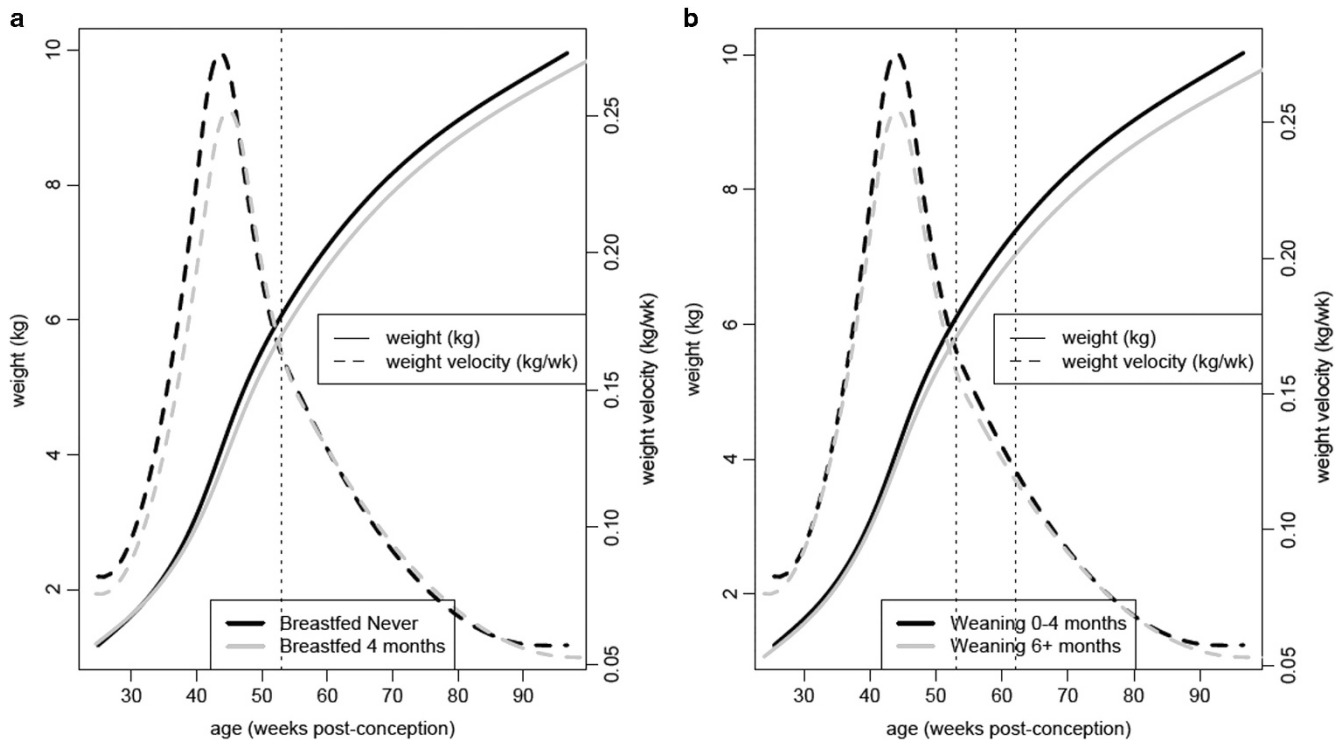 a
10
8
6
4
2
weight (kg)
0.25
0.20
0.15
0.10
0.05
weight velocity (kg/wk)
weight (kg)
weight velocity (kg/wk)
Breastfed Never
Breastfed 4 months
30 40 50 60 70 80 90
age (weeks post-conception)
b
10
8
6
4
2
weight (kg)
0.25
0.20
0.15
0.10
0.05
weight velocity (kg/wk)
weight (kg)
weight velocity (kg/wk)
Weaning 0-4 months
Weaning 6+ months
30 40 50 60 70 80 90
age (weeks post-conception)